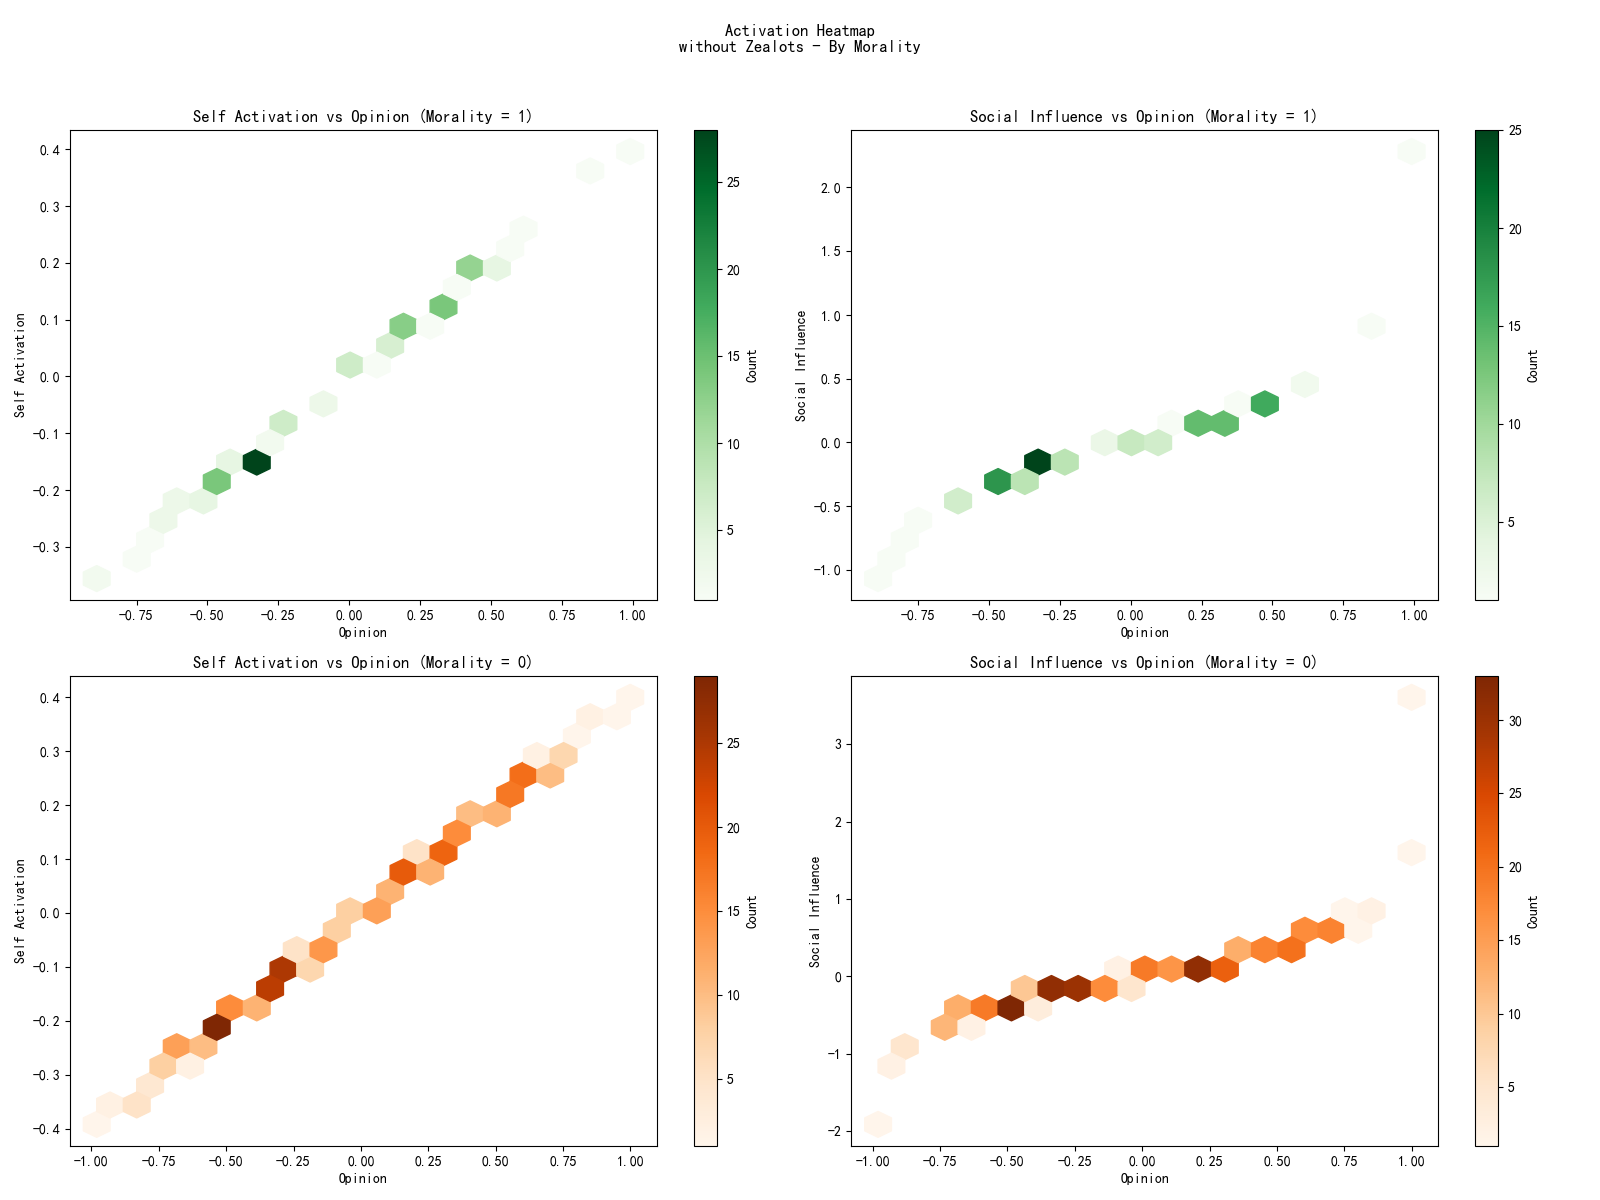 Activation Heatmap
without Zealots - By Morality
Self Activation vs Opinion (Morality = 1)
0.4
0.3
0.2
0.1
0.0
-0.1
-0.2
-0.3
Self Activation
-0.75 -0.50 -0.25 0.00 0.25 0.50 0.75 1.00
Opinion
25
20
15
10
5
Count
Social Influence vs Opinion (Morality = 1)
2.0
1.5
1.0
0.5
0.0
-0.5
-1.0
Social Influence
-0.75 -0.50 -0.25 0.00 0.25 0.50 0.75 1.00
Opinion
25
20
15
10
5
Count
Self Activation vs Opinion (Morality = 0)
0.4
0.3
0.2
0.1
0.0
-0.1
-0.2
-0.3
-0.4
Self Activation
-1.00 -0.75 -0.50 -0.25 0.00 0.25 0.50 0.75 1.00
Opinion
25
20
15
10
5
Count
Social Influence vs Opinion (Morality = 0)
3
2
1
0
-1
-2
Social Influence
-1.00 -0.75 -0.50 -0.25 0.00 0.25 0.50 0.75 1.00
Opinion
30
25
20
15
10
5
Count